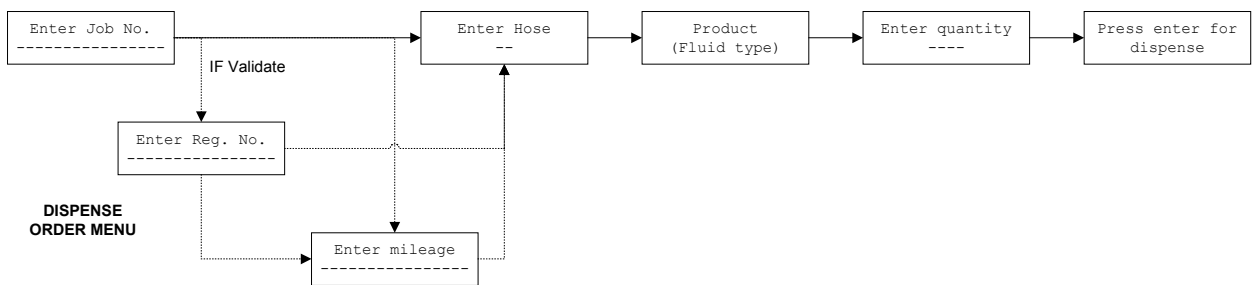 Enter Job No.
----------------
Enter Hose
--
Product
(Fluid type)
Enter quantity
----
Press enter for
dispense
IF Validate
Enter Reg. No.
----------------
DISPENSE
ORDER MENU
Enter mileage
----------------